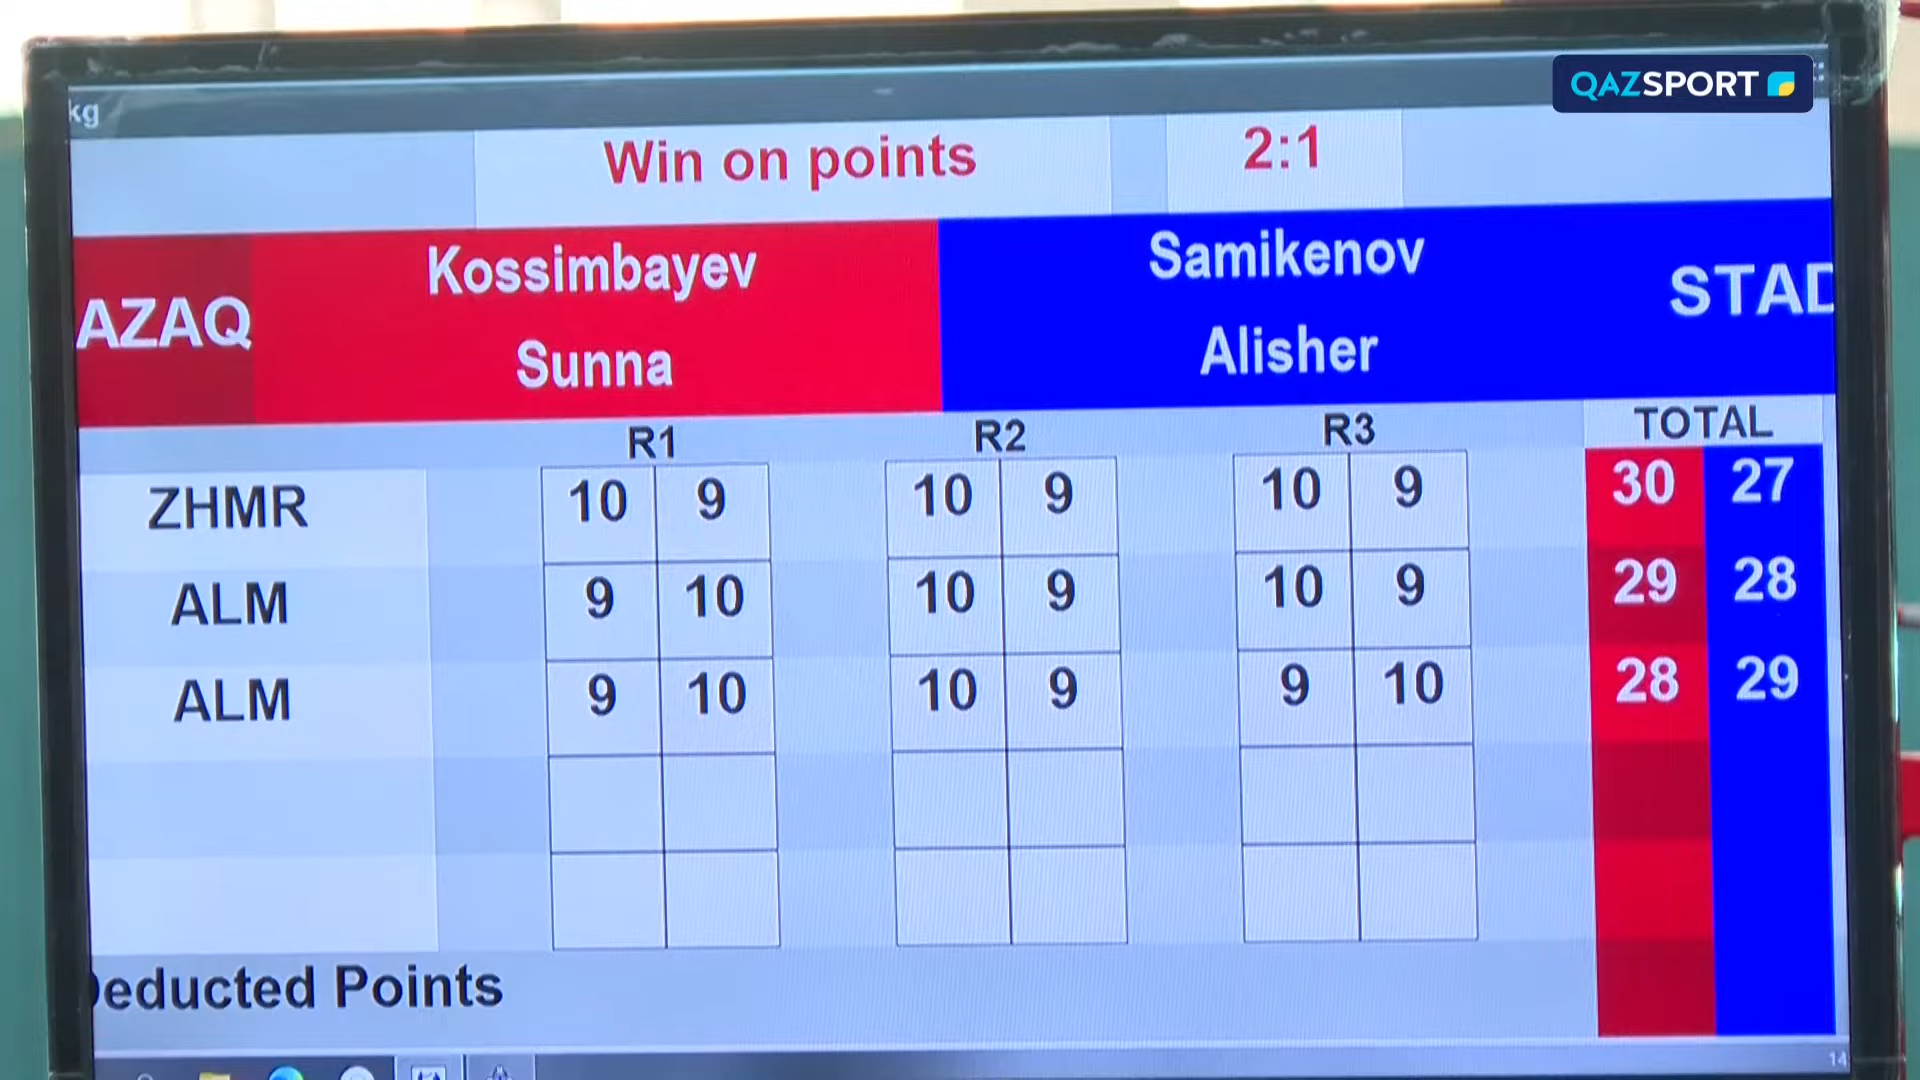 QAZSPORT
kg
Win on points 2:1
AZAQ Kossimbayev Sunna Samikenov Alisher STAD
R1 R2 R3 TOTAL
ZHMR 10 9 10 9 10 9 30 27
ALM 9 10 10 9 10 9 29 28
ALM 9 10 10 9 9 10 28 29
Deducted Points
14